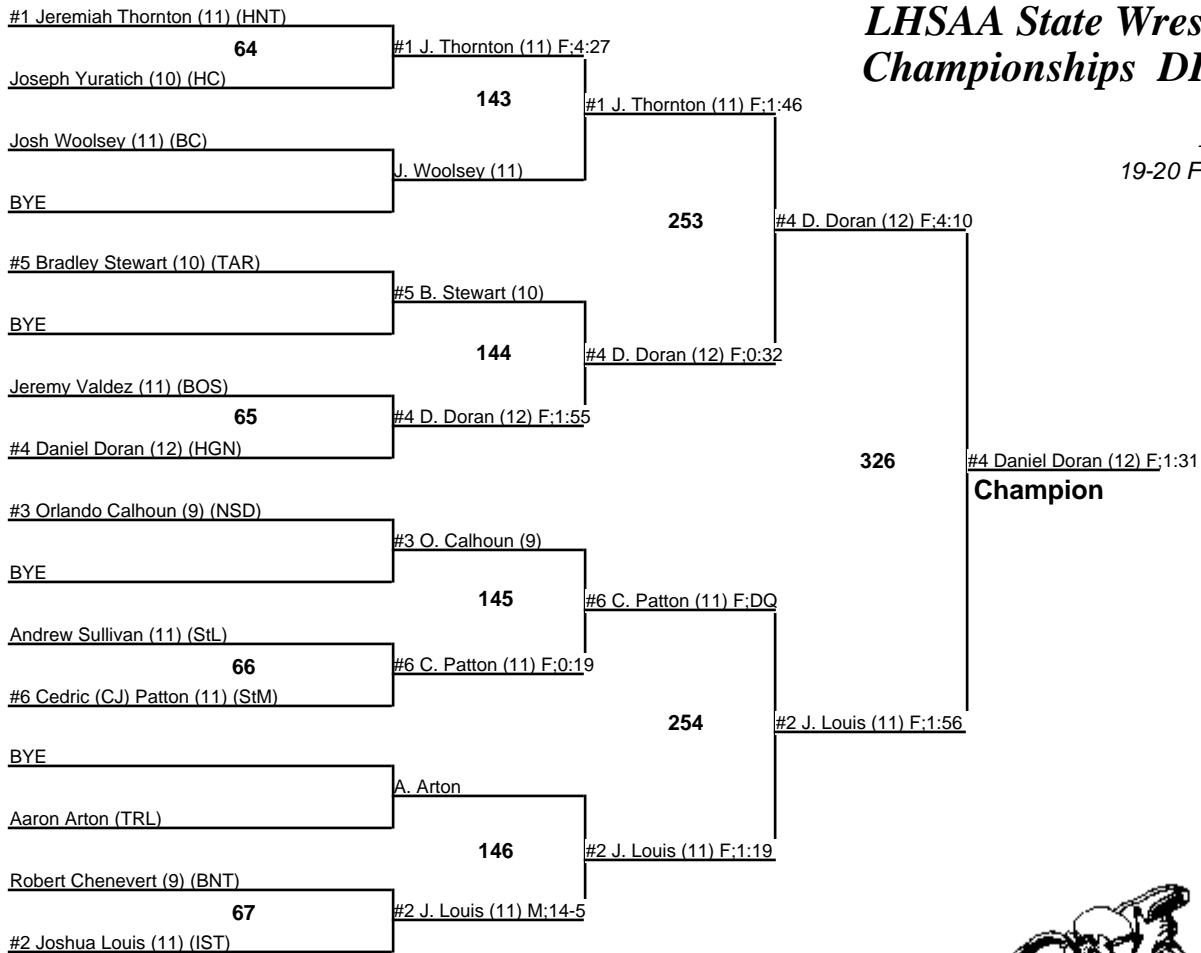 #1 Jeremiah Thornton (11) (HNT)
LHSAA State Wres
64
#1 J. Thornton (11) F;4:27
Championships DI
Joseph Yuratich (10) (HC)
143
#1 J. Thornton (11) F;1:46
Josh Woolsey (11) (BC)
J. Woolsey (11)
19-20 F
BYE
253
#4 D. Doran (12) F;4:10
#5 Bradley Stewart (10) (TAR)
#5 B. Stewart (10)
BYE
144
#4 D. Doran (12) F;0:32
Jeremy Valdez (11) (BOS)
65
#4 D. Doran (12) F;1:55
#4 Daniel Doran (12) (HGN)
326
#4 Daniel Doran (12) F;1:31
Champion
#3 Orlando Calhoun (9) (NSD)
#3 O. Calhoun (9)
BYE
145
#6 C. Patton (11) F;DQ
Andrew Sullivan (11) (StL)
66
#6 C. Patton (11) F;0:19
#6 Cedric (CJ) Patton (11) (StM)
254
#2 J. Louis (11) F;1:56
BYE
A. Arton
Aaron Arton (TRL)
146
#2 J. Louis (11) F;1:19
Robert Chenevert (9) (BNT)
67
#2 J. Louis (11) M;14-5
#2 Joshua Louis (11) (IST)